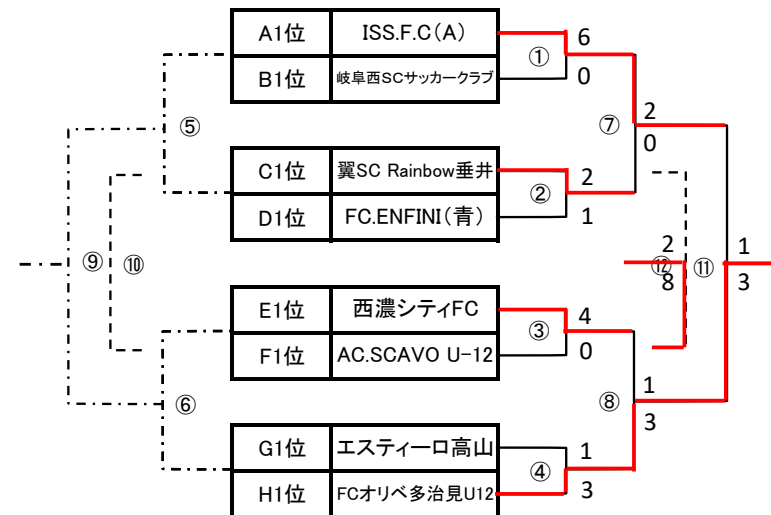 A1位 ISS.F.C(A) 6
①
B1位 岐阜西SCサッカークラブ 0
⑤ ⑦ 2
0
C1位 翼SC Rainbow垂井 2
②
D1位 FC.ENFINI(青) 1
⑨ ⑩ 2 ⑫ 8 ⑪ 1
3
E1位 西濃シティFC 4
③
F1位 AC.SCAVO U-12 0
⑥ ⑧ 1
3
G1位 エスティーロ高山 1
④
H1位 FCオリベ多治見U12 3